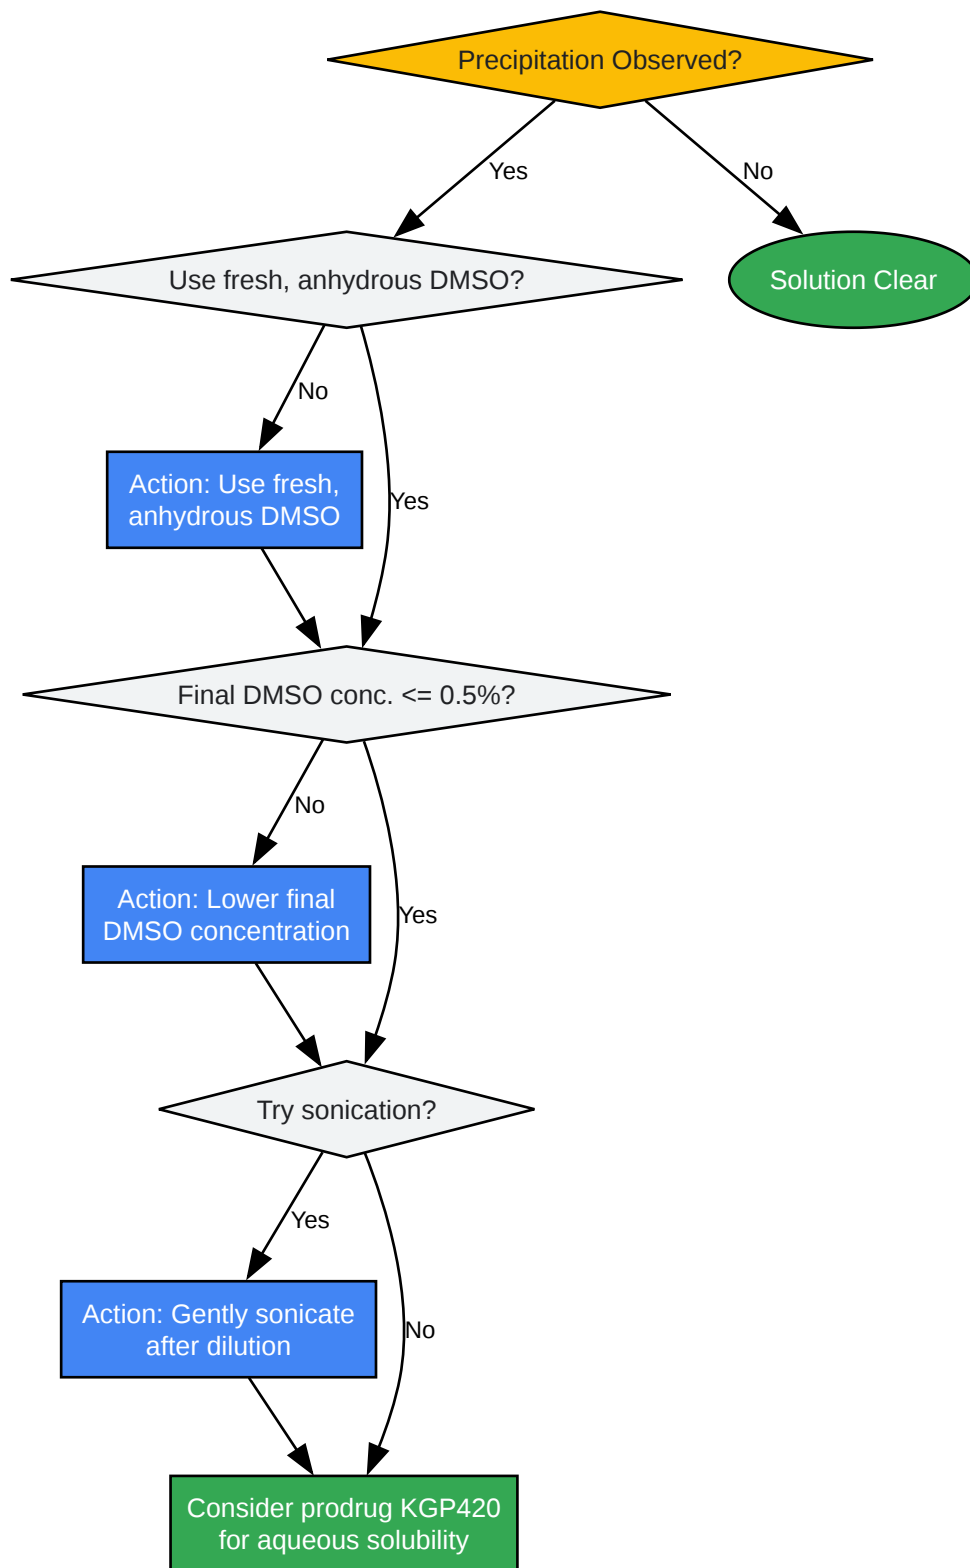 Precipitation Observed?
Yes
No
Use fresh, anhydrous DMSO?
Solution Clear
No
Action: Use fresh,
anhydrous DMSO
Yes
Final DMSO conc. <= 0.5%?
No
Action: Lower final
DMSO concentration
Yes
Try sonication?
Yes
Action: Gently sonicate
after dilution
No
Consider prodrug KGP420
for aqueous solubility